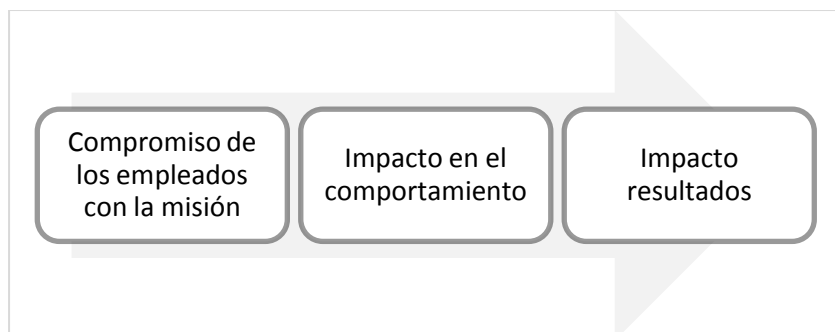 Compromiso de
los empleados
con la misión
Impacto en el
comportamiento
Impacto
resultados